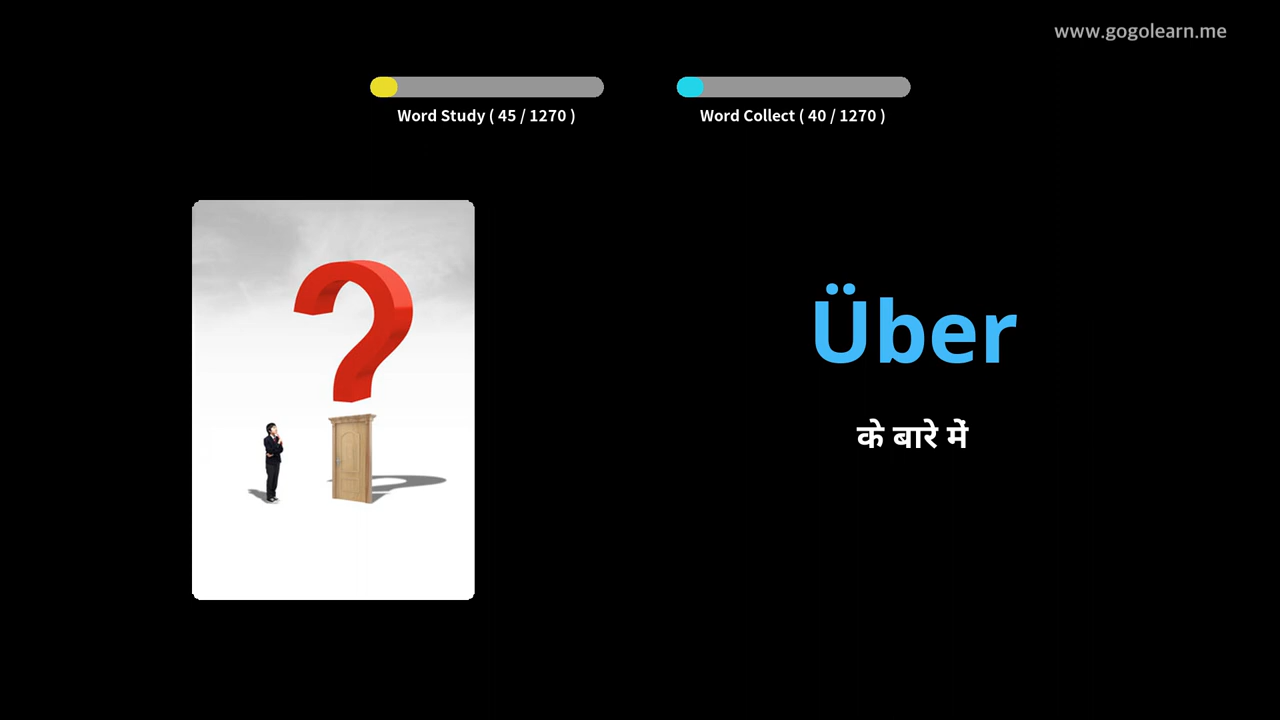 www.gogolearn.me
Word Study ( 45 / 1270 )
Word Collect ( 40 / 1270 )
Über
के बारे में